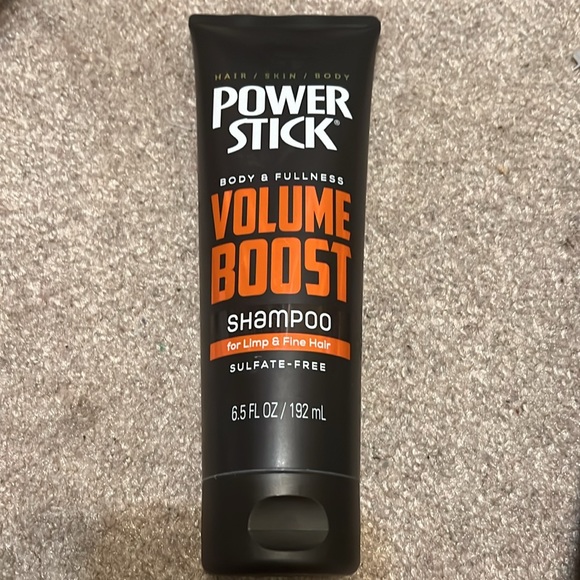 HAIR / SKIN / BODY
POWER
STICK®
BODY & FULLNESS
VOLUME
BOOST
SHAMPOO
for Limp & Fine Hair
SULFATE-FREE
6.5 FL OZ / 192 mL